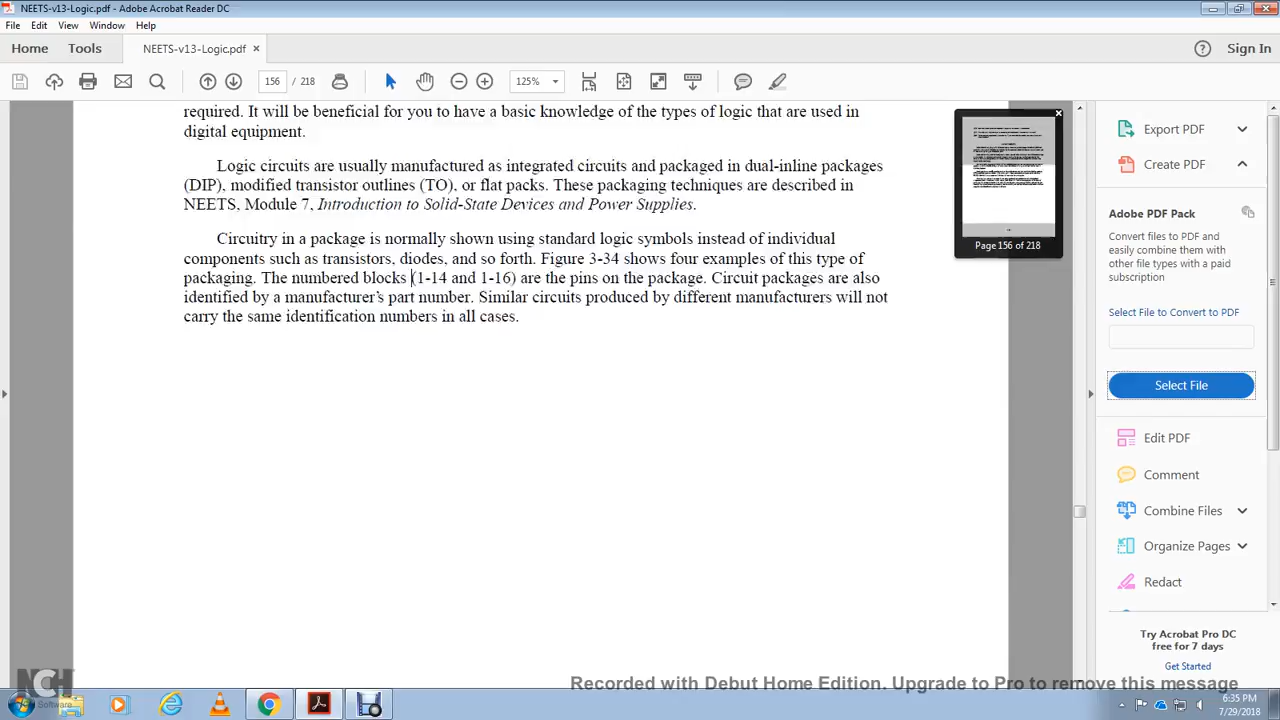 NEETS-v13-Logic.pdf - Adobe Acrobat Reader DC
File Edit View Window Help
Home Tools NEETS-v13-Logic.pdf × Sign In
156 / 218 125%
required. It will be beneficial for you to have a basic knowledge of the types of logic that are used in
digital equipment.
Logic circuits are usually manufactured as integrated circuits and packaged in dual-inline packages
(DIP), modified transistor outlines (TO), or flat packs. These packaging techniques are described in
NEETS, Module 7, Introduction to Solid-State Devices and Power Supplies.
Circuitry in a package is normally shown using standard logic symbols instead of individual
components such as transistors, diodes, and so forth. Figure 3-34 shows four examples of this type of
packaging. The numbered blocks (1-14 and 1-16) are the pins on the package. Circuit packages are also
identified by a manufacturer's part number. Similar circuits produced by different manufacturers will not
carry the same identification numbers in all cases.
Page 156 of 218
Export PDF
Create PDF
Adobe PDF Pack
Convert files to PDF and
easily combine them with
other file types with a paid
subscription
Select File to Convert to PDF
Select File
Edit PDF
Comment
Combine Files
Organize Pages
Redact
Try Acrobat Pro DC
free for 7 days
Get Started
NCH
Software
Recorded with Debut Home Edition. Upgrade to Pro to remove this message
6:35 PM
7/29/2018